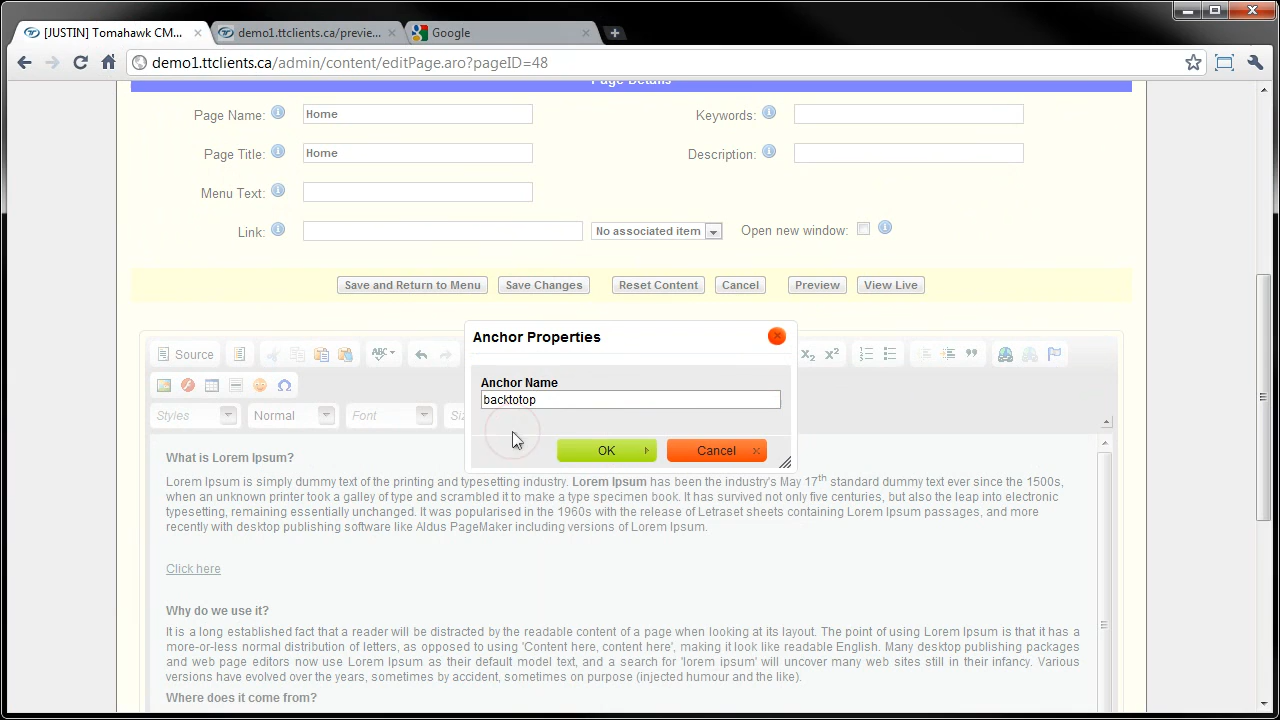 [JUSTIN] Tomahawk CM...
demo1.ttclients.ca/previe...
Google
demo1.ttclients.ca/admin/content/editPage.aro?pageID=48
Page Details
Page Name:
Home
Keywords:
Page Title:
Home
Description:
Menu Text:
Link:
No associated item
Open new window:
Save and Return to Menu
Save Changes
Reset Content
Cancel
Preview
View Live
Anchor Properties
Source
ABC
X2
X2
Anchor Name
backtotop
Styles
Normal
Font
Siz
OK
Cancel
What is Lorem Ipsum?
Lorem Ipsum is simply dummy text of the printing and typesetting industry. Lorem Ipsum has been the industry's May 17th standard dummy text ever since the 1500s,
when an unknown printer took a galley of type and scrambled it to make a type specimen book. It has survived not only five centuries, but also the leap into electronic
typesetting, remaining essentially unchanged. It was popularised in the 1960s with the release of Letraset sheets containing Lorem Ipsum passages, and more
recently with desktop publishing software like Aldus PageMaker including versions of Lorem Ipsum.
Click here
Why do we use it?
It is a long established fact that a reader will be distracted by the readable content of a page when looking at its layout. The point of using Lorem Ipsum is that it has a
more-or-less normal distribution of letters, as opposed to using 'Content here, content here', making it look like readable English. Many desktop publishing packages
and web page editors now use Lorem Ipsum as their default model text, and a search for 'lorem ipsum' will uncover many web sites still in their infancy. Various
versions have evolved over the years, sometimes by accident, sometimes on purpose (injected humour and the like).
Where does it come from?